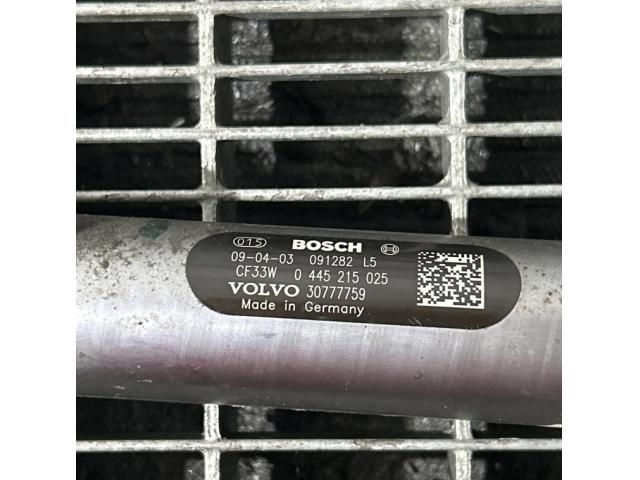 015 BOSCH
09-04-03 091282 L5
CF33W 0 445 215 025
VOLVO 30777759
Made in Germany